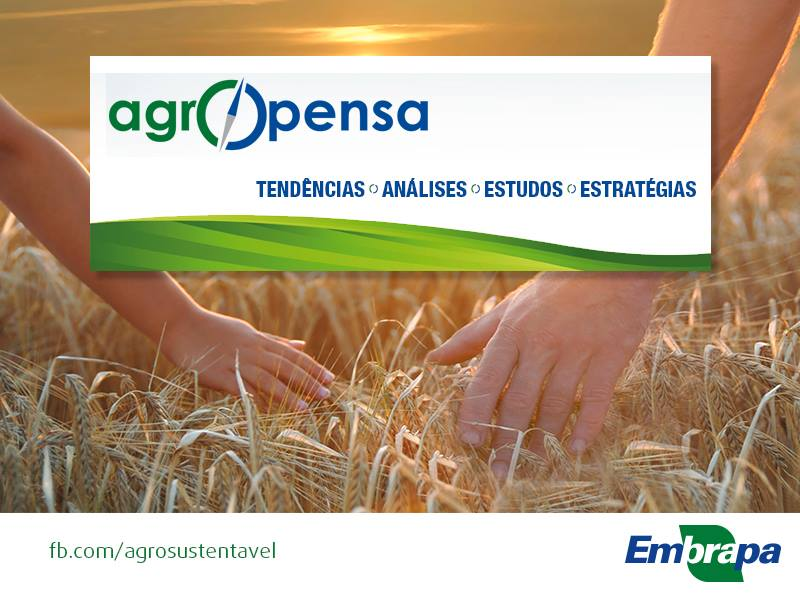 agropensa
TENDÊNCIAS ○ ANÁLISES ○ ESTUDOS ○ ESTRATÉGIAS
fb.com/agrosustentavel
Embrapa